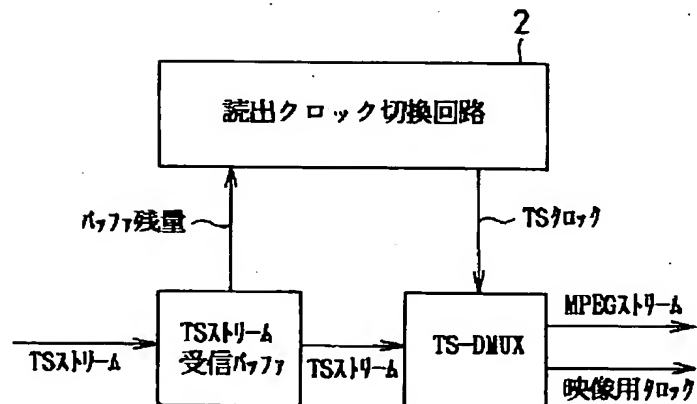 2
読出クロック切換回路
バッファ残量
TSクロック
TSストリーム
TSストリーム
受信バッファ
TSストリーム
TS-DMUX
MPEGストリーム
映像用クロック